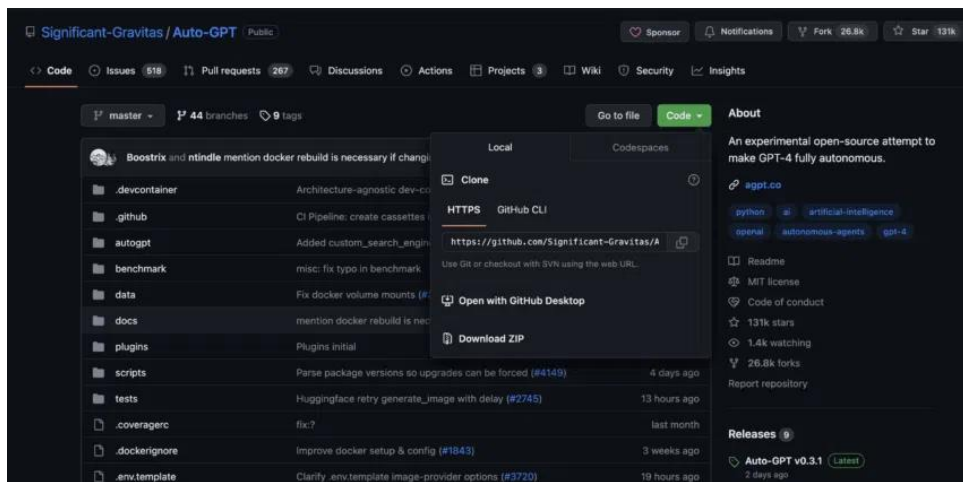 Significant-Gravitas / Auto-GPT Public
Sponsor Notifications Fork 26.8k Star 131k
Code Issues 518 Pull requests 267 Discussions Actions Projects 3 Wiki Security Insights
master 44 branches 9 tags Go to file Code
Boostrix and ntindle mention docker rebuild is necessary if changi
.devcontainer Architecture-agnostic dev-co
.github CI Pipeline: create cassettes
autogpt Added custom_search_engin
benchmark misc: fix typo in benchmark
data Fix docker volume mounts
docs mention docker rebuild is nec
plugins Plugins initial
scripts Parse package versions so upgrades can be forced (#4149) 4 days ago
tests Huggingface retry generate_image with delay (#2745) 13 hours ago
.coveragerc fix:? last month
.dockerignore Improve docker setup & config (#1843) 3 weeks ago
.env.template Clarify .env.template image-provider options (#3720) 19 hours ago
Local Codespaces
Clone
HTTPS GitHub CLI
https://github.com/Significant-Gravitas/A
Use Git or checkout with SVN using the web URL.
Open with GitHub Desktop
Download ZIP
About
An experimental open-source attempt to
make GPT-4 fully autonomous.
agpt.co
python ai artificial-intelligence
openai autonomous-agents gpt-4
Readme
MIT license
Code of conduct
131k stars
1.4k watching
26.8k forks
Report repository
Releases 9
Auto-GPT v0.3.1 Latest
2 days ago